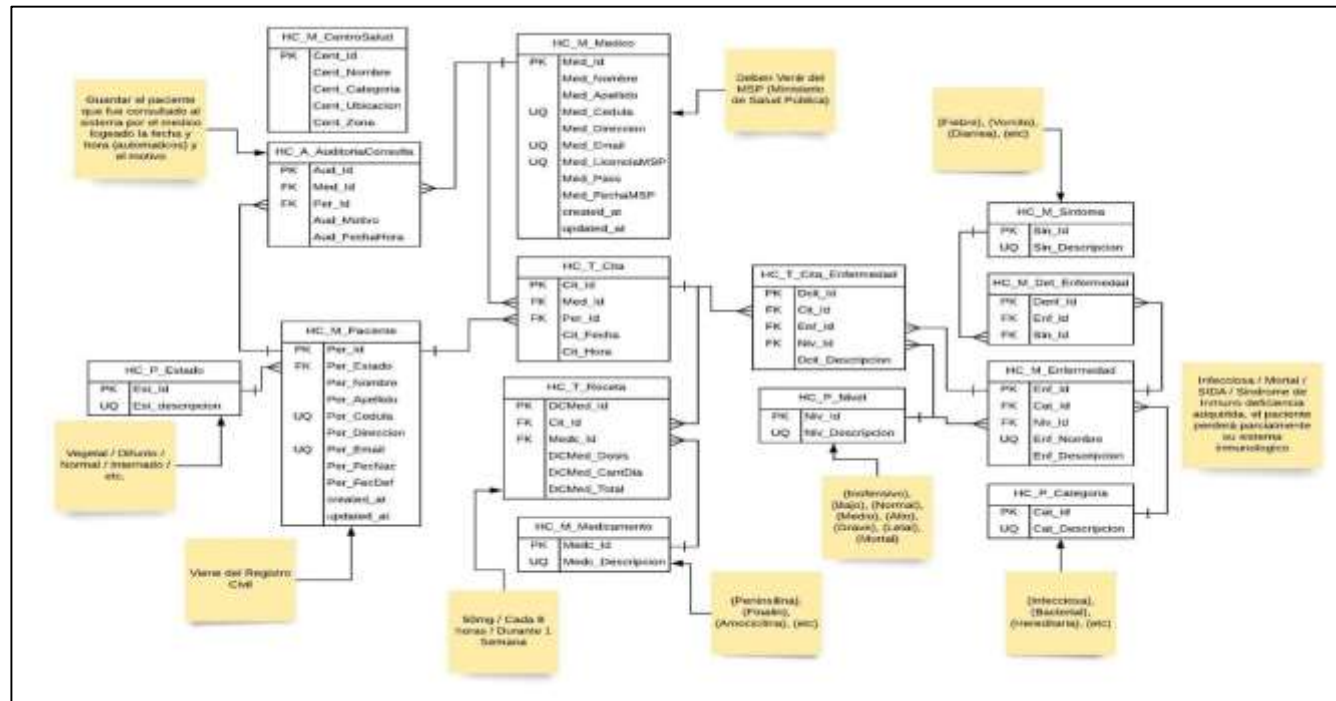 HC_M_CentroSalud
PK Cent_Id
Cent_Nombre
Cent_Categoria
Cent_Ubicacion
Cent_Zona
Guardar el paciente
que fue consultado al
sistema por el medico
logeado la fecha y
hora (automaticos) y
el motivo
HC_A_AuditoriaConsulta
PK Aud_Id
FK Med_Id
FK Per_Id
Aud_Motivo
Aud_FechaHora
HC_M_Medico
PK Med_Id
Med_Nombre
Med_Apellido
UQ Med_Cedula
Med_Direccion
UQ Med_Email
UQ Med_LicenciaMSP
Med_Pass
Med_FechaMSP
created_at
updated_at
Deben Venir del
MSP (Ministerio
de Salud Pública)
(Fiebre), (Vomito),
(Diarrea), (etc)
HC_M_Sintoma
PK Sin_Id
UQ Sin_Descripcion
HC_M_Det_Enfermedad
PK Denf_Id
FK Enf_Id
FK Sin_Id
HC_T_Cita
PK Cit_Id
FK Med_Id
FK Per_Id
Cit_Fecha
Cit_Hora
HC_T_Cita_Enfermedad
PK Dcit_Id
FK Cit_Id
FK Enf_Id
FK Niv_Id
Dcit_Descripcion
HC_M_Paciente
PK Per_Id
FK Per_Estado
Per_Nombre
Per_Apellido
UQ Per_Cedula
Per_Direccion
UQ Per_Email
Per_FecNac
Per_FecDef
created_at
updated_at
HC_P_Estado
PK Est_Id
UQ Est_descripcion
Vegetal / Difunto /
Normal / Internado /
etc.
Viene del Registro
Civil
HC_T_Receta
PK DCMed_Id
FK Cit_Id
FK Medc_Id
DCMed_Dosis
DCMed_CantDia
DCMed_Total
HC_M_Medicamento
PK Medc_Id
UQ Medc_Descripcion
50mg / Cada 8
horas / Durante 1
Semana
(Peninsilina)
(Finalin),
(Amocicilina), (etc)
HC_P_Nivel
PK Niv_Id
UQ Niv_Descripcion
(Inofensivo),
(Bajo), (Normal),
(Medio), (Alto),
(Grave), (Letal),
(Mortal)
HC_M_Enfermedad
PK Enf_Id
FK Cat_Id
FK Niv_Id
UQ Enf_Nombre
Enf_Descripcion
Infecciosa / Mortal /
SIDA / Sindrome de
Inmuno deficiencia
adquirida, el paciente
perderá parcialmente
su sistema
inmunologico
HC_P_Categoria
PK Cat_id
UQ Cat_Descripcion
(Infecciosa),
(Bacterial),
(Hereditaria), (etc)